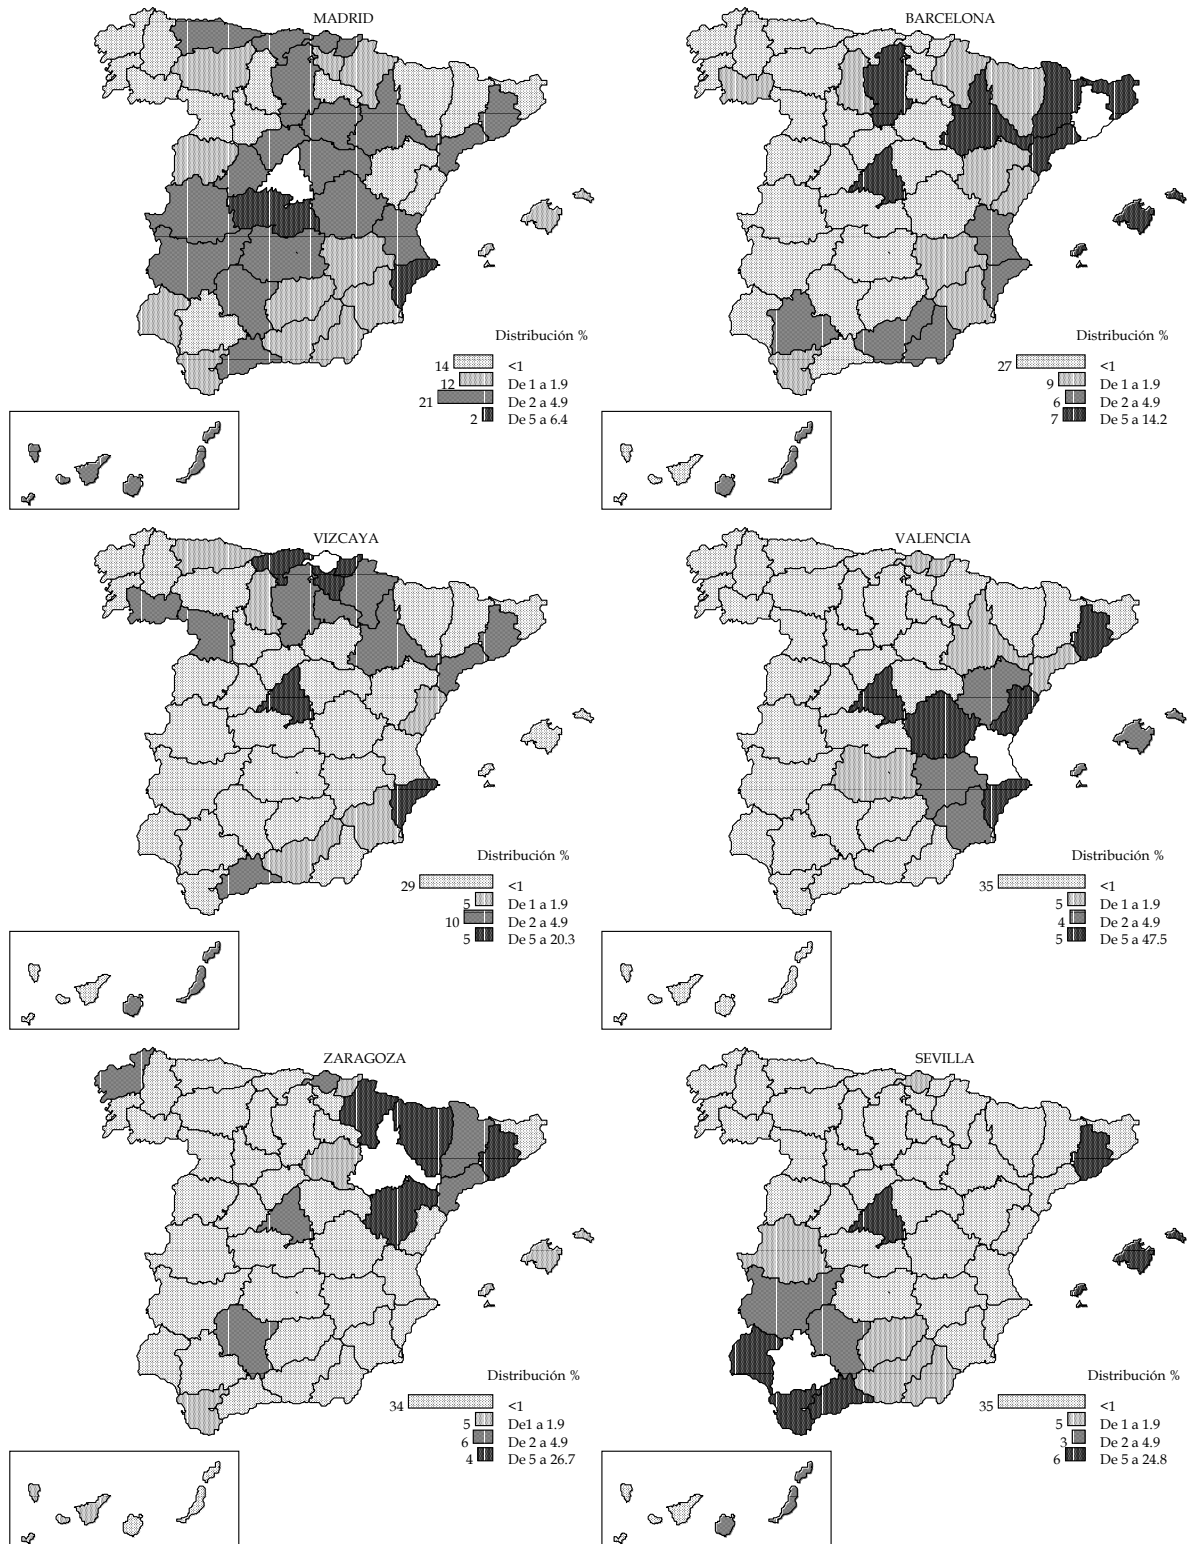 MADRID
Distribución %
14 <1
12 De 1 a 1.9
21 De 2 a 4.9
2 De 5 a 6.4
BARCELONA
Distribución %
27 <1
9 De 1 a 1.9
6 De 2 a 4.9
7 De 5 a 14.2
VIZCAYA
Distribución %
29 <1
5 De 1 a 1.9
10 De 2 a 4.9
5 De 5 a 20.3
VALENCIA
Distribución %
35 <1
5 De 1 a 1.9
4 De 2 a 4.9
5 De 5 a 47.5
ZARAGOZA
Distribución %
34 <1
5 De1 a 1.9
6 De 2 a 4.9
4 De 5 a 26.7
SEVILLA
Distribución %
35 <1
5 De 1 a 1.9
3 De 2 a 4.9
6 De 5 a 24.8